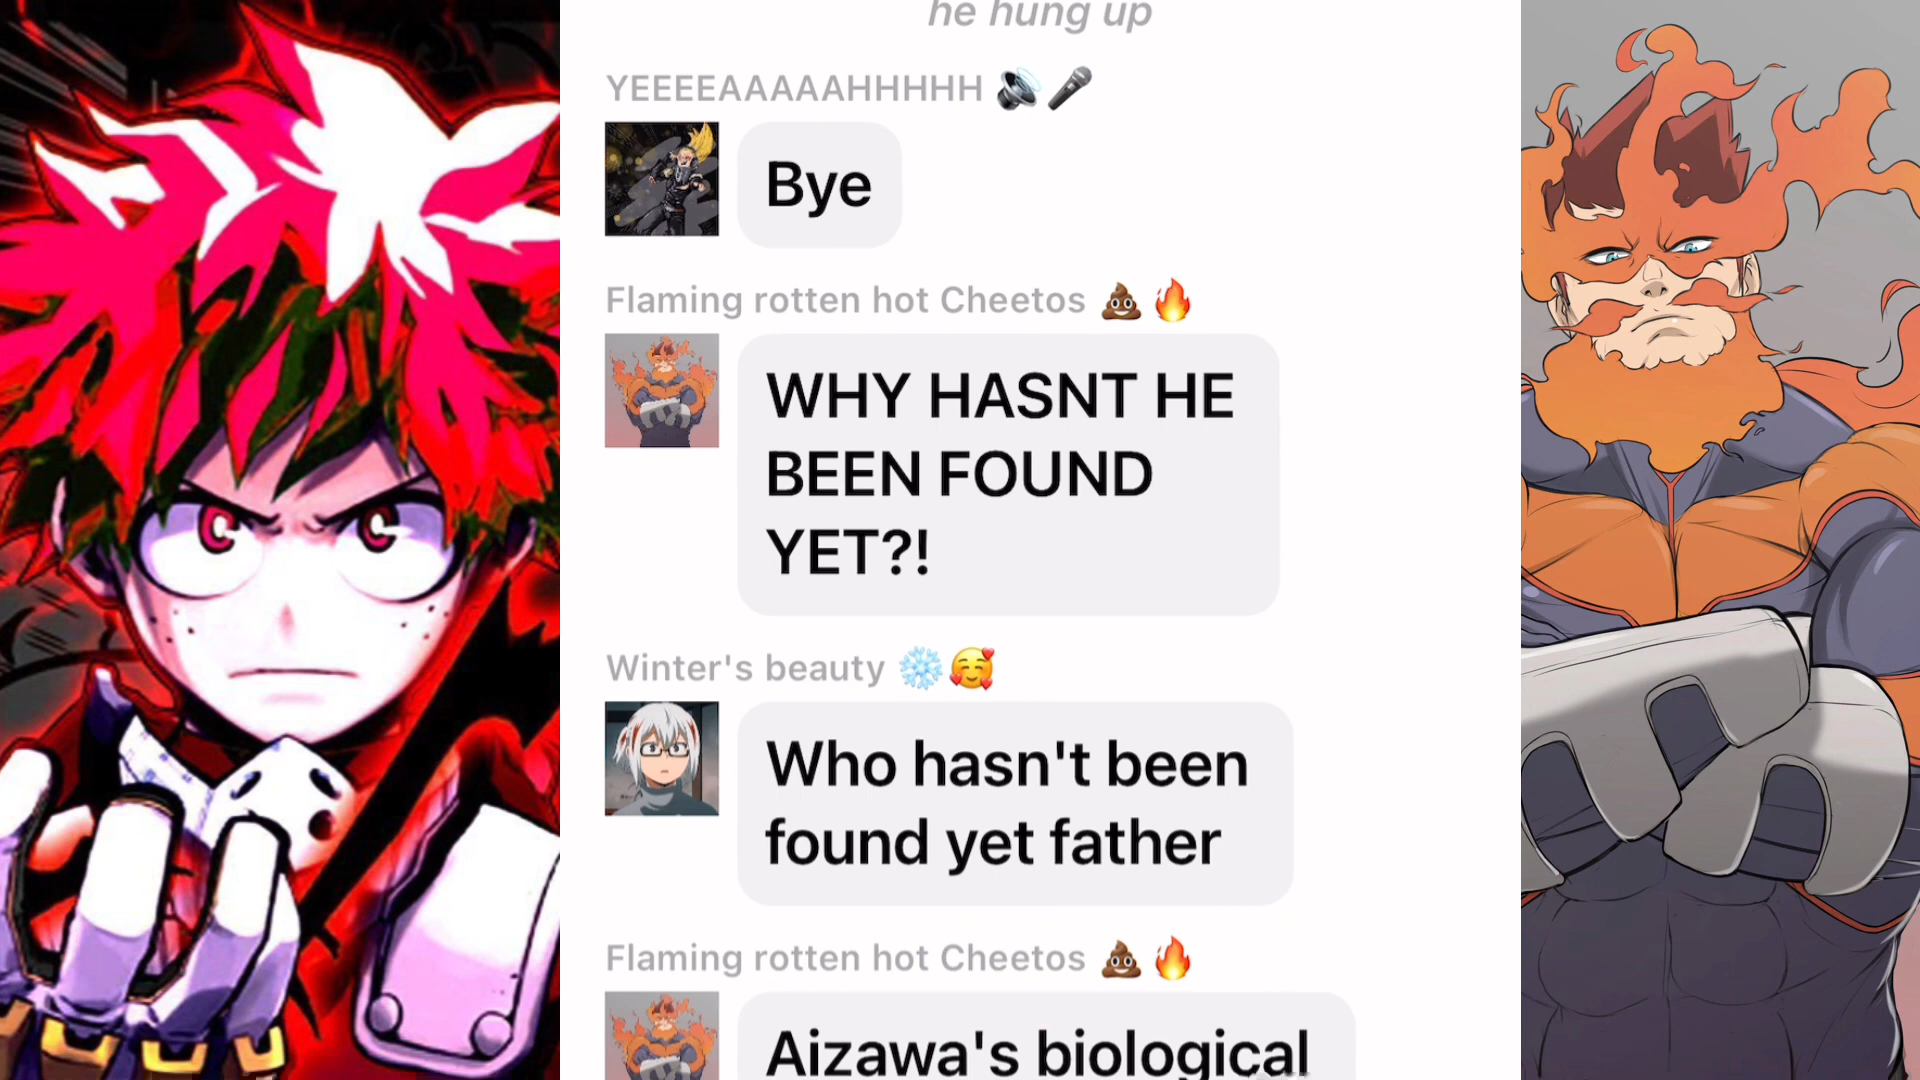 he hung up
YEEEEAAAAAHHHHH 🔊🎤
Bye
Flaming rotten hot Cheetos 💩🔥
WHY HASNT HE
BEEN FOUND
YET?!
Winter's beauty ❄️🥰
Who hasn't been
found yet father
Flaming rotten hot Cheetos 💩🔥
Aizawa's biological